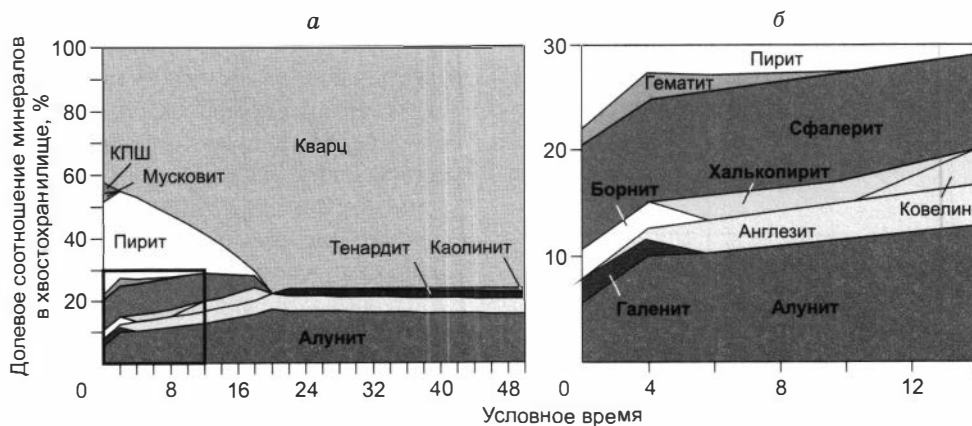 а
б
Долевое соотношение минералов
в хвостохранилище, %
100
80
60
40
20
КПШ
Мусковит
Кварц
Пирит
Тенардит
Каолинит
Алунит
0 8 16 24 32 40 48
30
20
10
Пирит
Гематит
Сфалерит
Борнит
Халькопирит
Ковелин
Англезит
Галенит
Алунит
0 4 8 12
Условное время